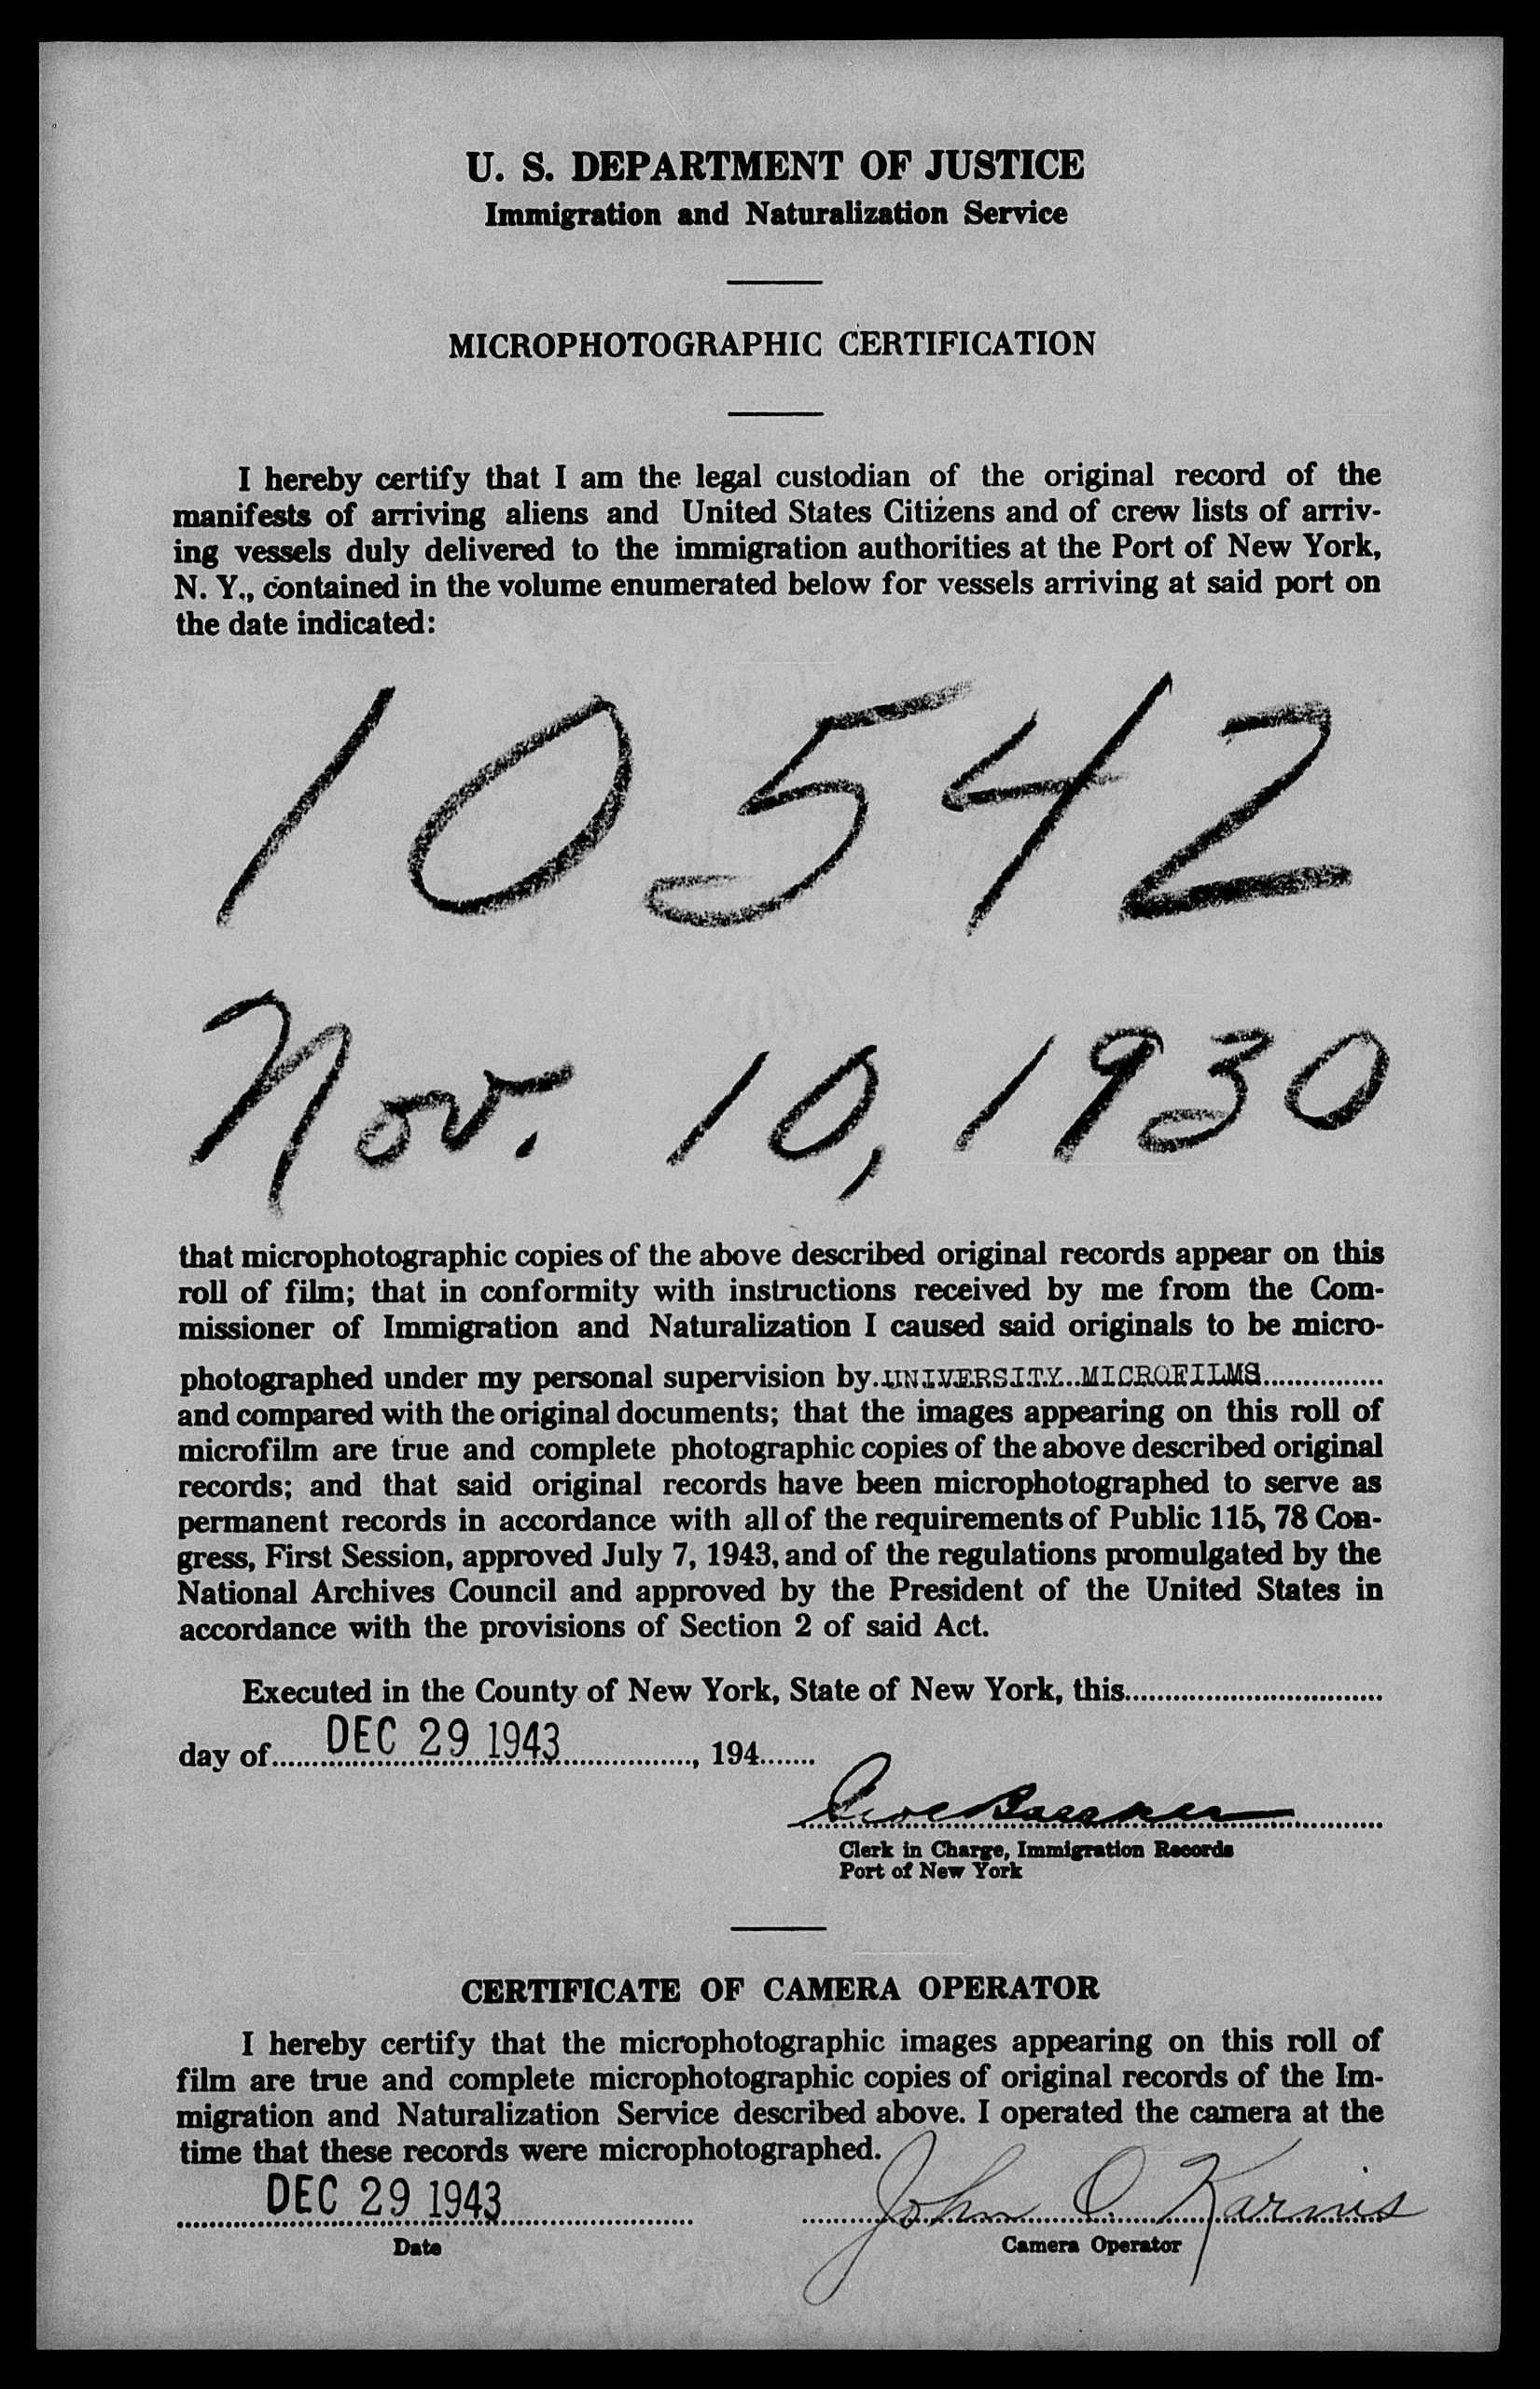 U. S. DEPARTMENT OF JUSTICE
Immigration and Naturalization Service
MICROPHOTOGRAPHIC CERTIFICATION
I hereby certify that I am the legal custodian of the original record of the
manifests of arriving aliens and United States Citizens and of crew lists of arriv-
ing vessels duly delivered to the immigration authorities at the Port of New York,
N. Y., contained in the volume enumerated below for vessels arriving at said port on
the date indicated:
10542
Nov. 10, 1930
that microphotographic copies of the above described original records appear on this
roll of film; that in conformity with instructions received by me from the Com-
missioner of Immigration and Naturalization I caused said originals to be micro-
photographed under my personal supervision by UNIVERSITY MICROFILMS
and compared with the original documents; that the images appearing on this roll of
microfilm are true and complete photographic copies of the above described original
records; and that said original records have been microphotographed to serve as
permanent records in accordance with all of the requirements of Public 115, 78 Con-
gress, First Session, approved July 7, 1943, and of the regulations promulgated by the
National Archives Council and approved by the President of the United States in
accordance with the provisions of Section 2 of said Act.
Executed in the County of New York, State of New York, this
day of DEC 29 1943, 194
Clerk in Charge, Immigration Records
Port of New York
CERTIFICATE OF CAMERA OPERATOR
I hereby certify that the microphotographic images appearing on this roll of
film are true and complete microphotographic copies of original records of the Im-
migration and Naturalization Service described above. I operated the camera at the
time that these records were microphotographed.
DEC 29 1943 John O. Karnis
Date Camera Operator